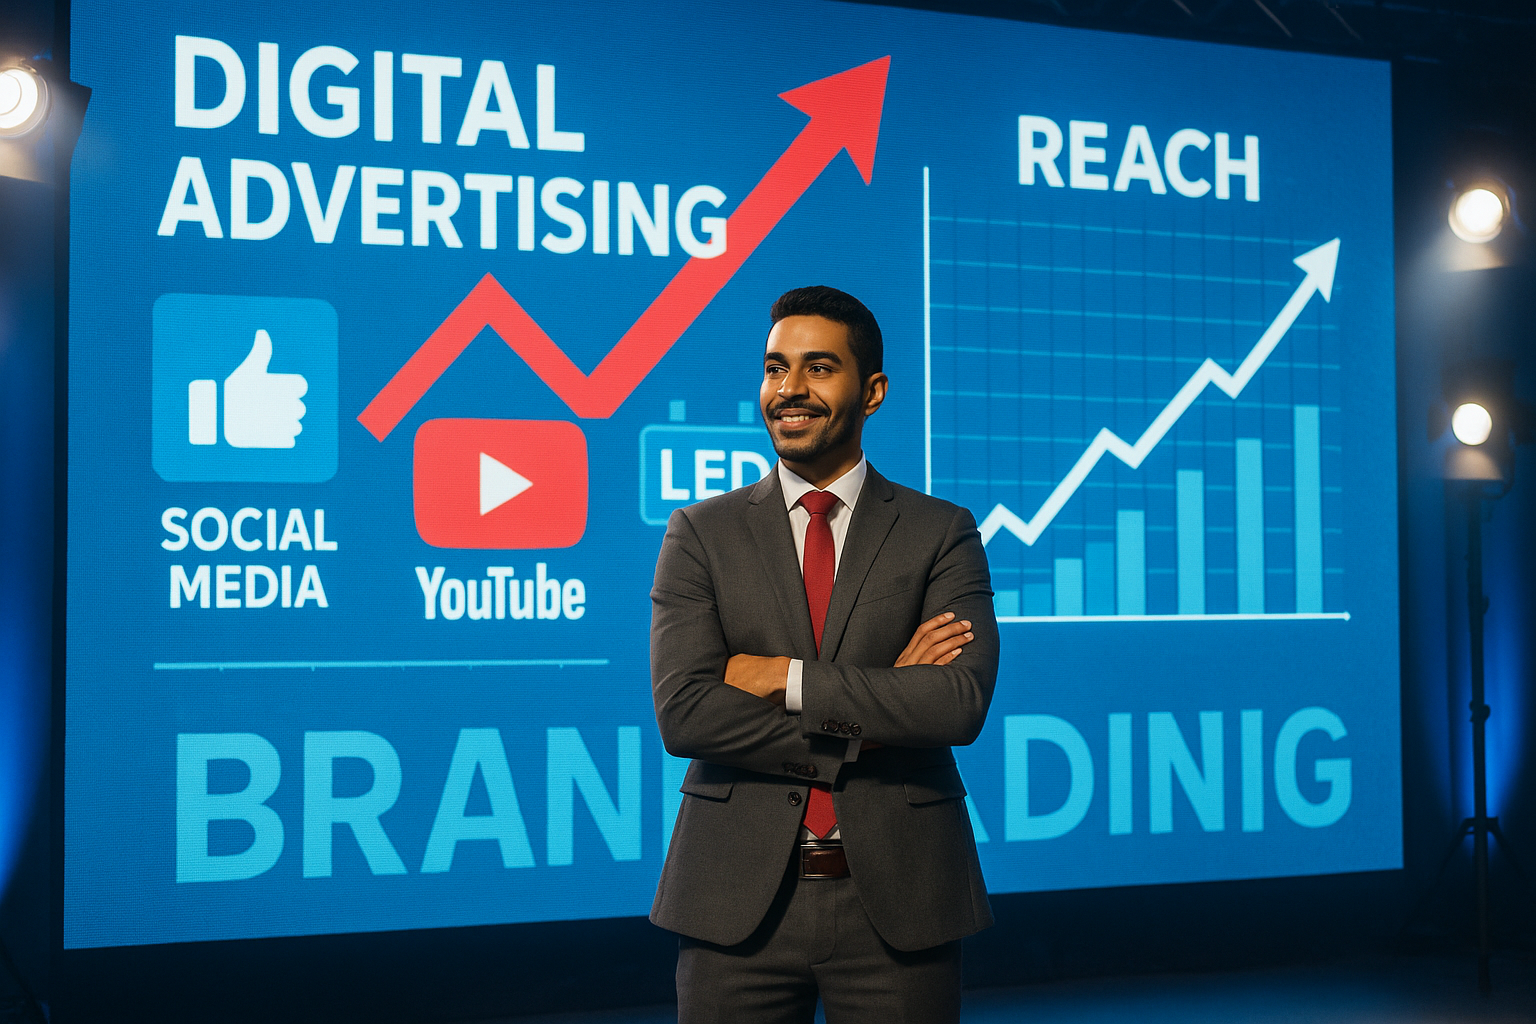 DIGITAL
ADVERTISING
REACH
SOCIAL
MEDIA
YouTube
LED
BRAN ADINIG